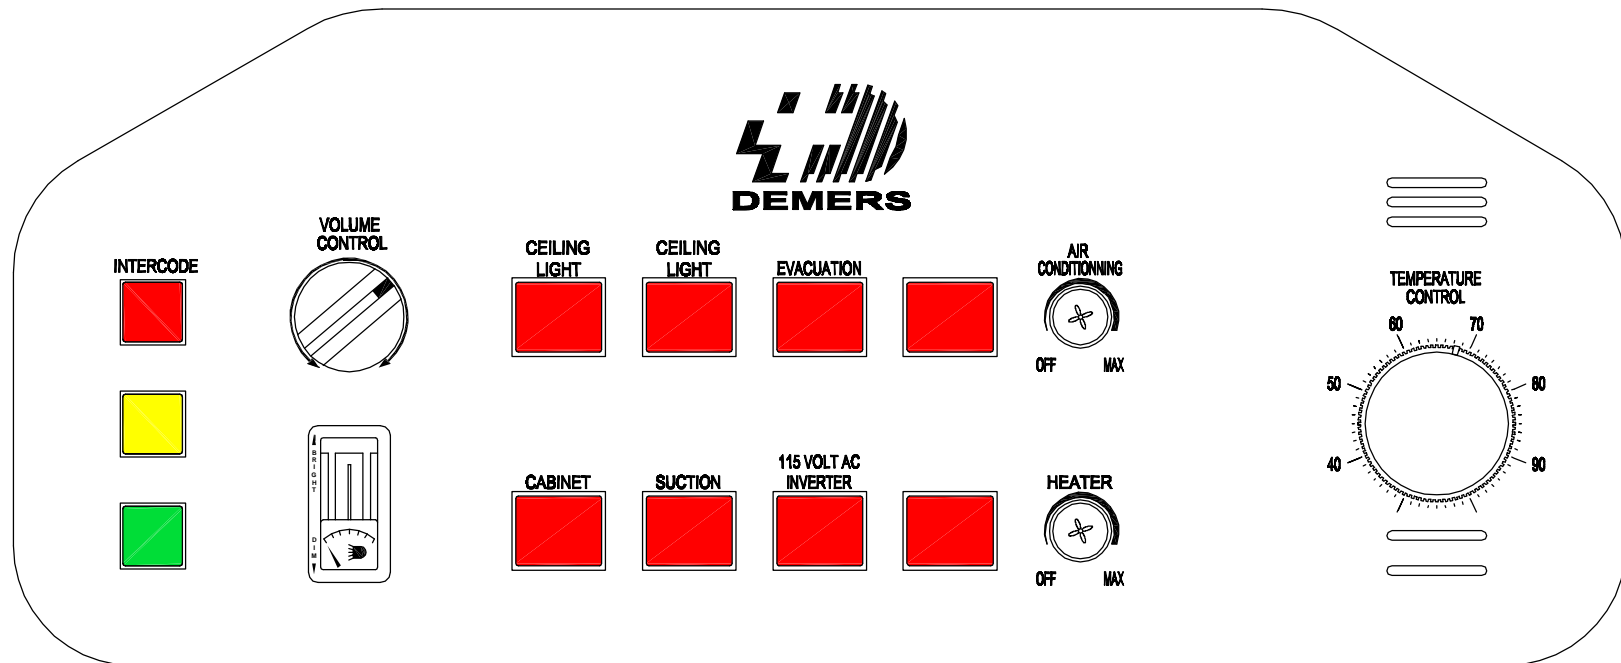 DEMERS
INTERCODE
VOLUME
CONTROL
BRIGHT
DIM
CEILING
LIGHT
CEILING
LIGHT
EVACUATION
AIR
CONDITIONNING
OFF MAX
CABINET
SUCTION
115 VOLT AC
INVERTER
HEATER
OFF MAX
TEMPERATURE
CONTROL
60 70
50 80
40 90